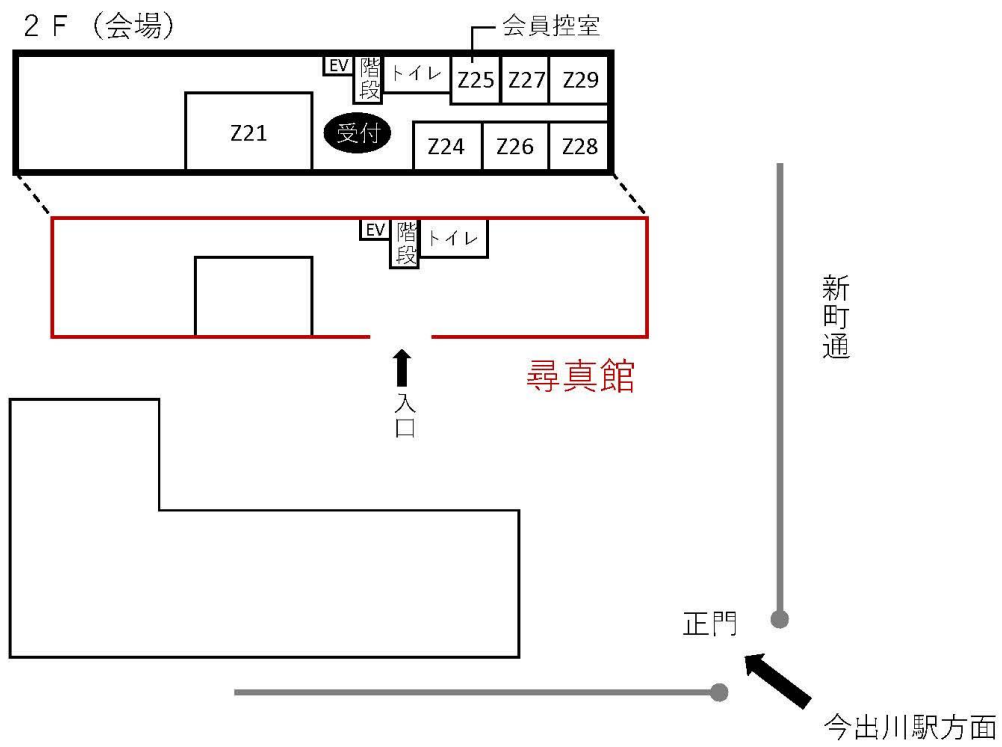 ２Ｆ（会場）
会員控室
EV
階段
トイレ
Z25
Z27
Z29
Z21
受付
Z24
Z26
Z28
EV
階段
トイレ
新町通
尋真館
入口
正門
今出川駅方面